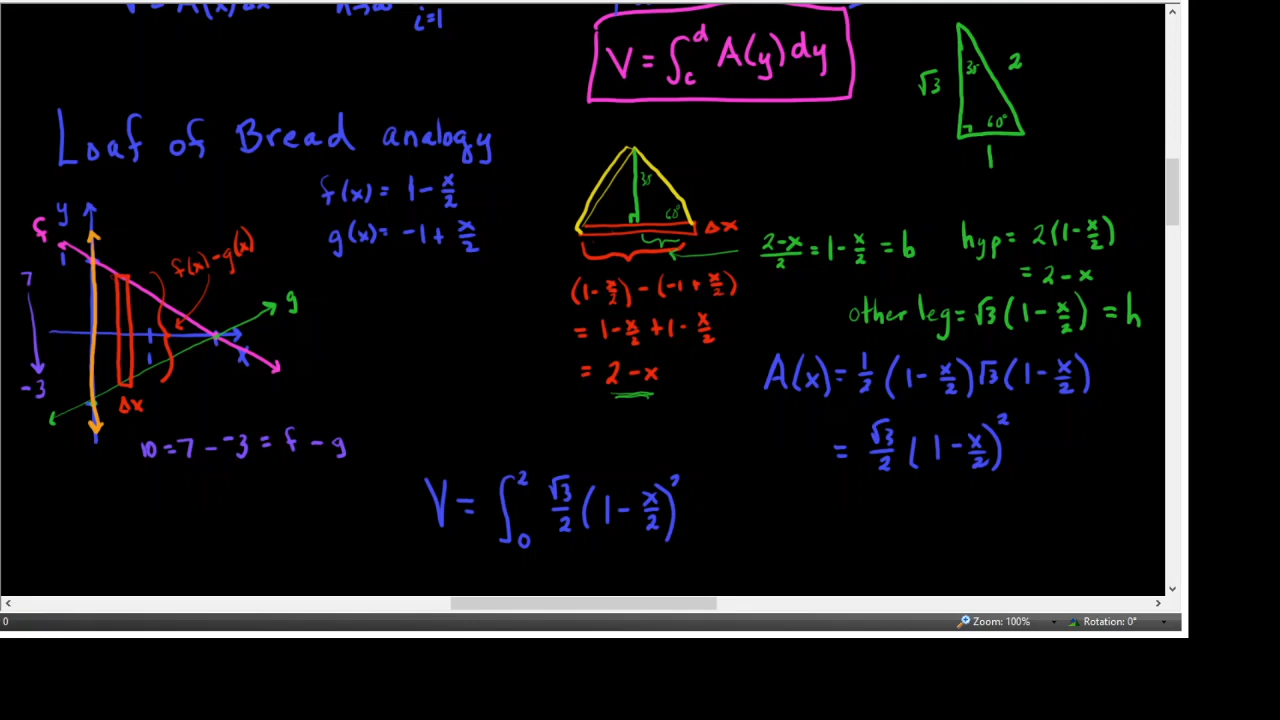 i=1
V = ∫_c^d A(y) dy
√3 30 2
60°
1
Loaf of Bread analogy
f(x) = 1 - x/2
g(x) = -1 + x/2
y
f
1
7
-3
f(x) - g(x)
g
x
1
Δx
10 = 7 - -3 = f - g
30
60°
Δx
(1 - x/2) - (-1 + x/2)
= 1 - x/2 + 1 - x/2
= 2 - x
(2-x)/2 = 1 - x/2 = b
hyp = 2(1 - x/2)
= 2 - x
other leg = √3(1 - x/2) = h
A(x) = 1/2 (1 - x/2) √3 (1 - x/2)
= √3/2 (1 - x/2)^2
V = ∫_0^2 √3/2 (1 - x/2)^2
0
Zoom: 100%
Rotation: 0°